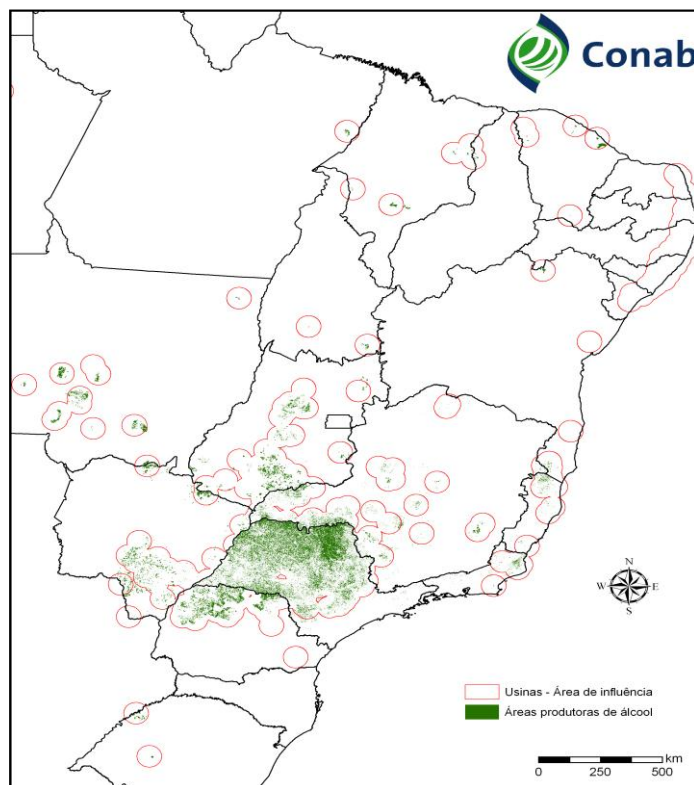 Conab
N
W E
S
Usinas - Área de influência
Áreas produtoras de álcool
km
0 250 500